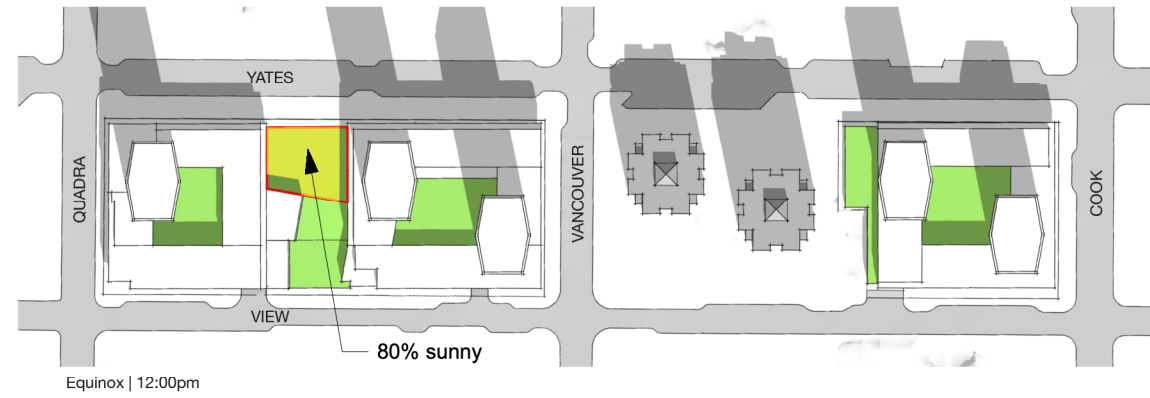 YATES
QUADRA
VANCOUVER
COOK
VIEW
80% sunny
Equinox | 12:00pm